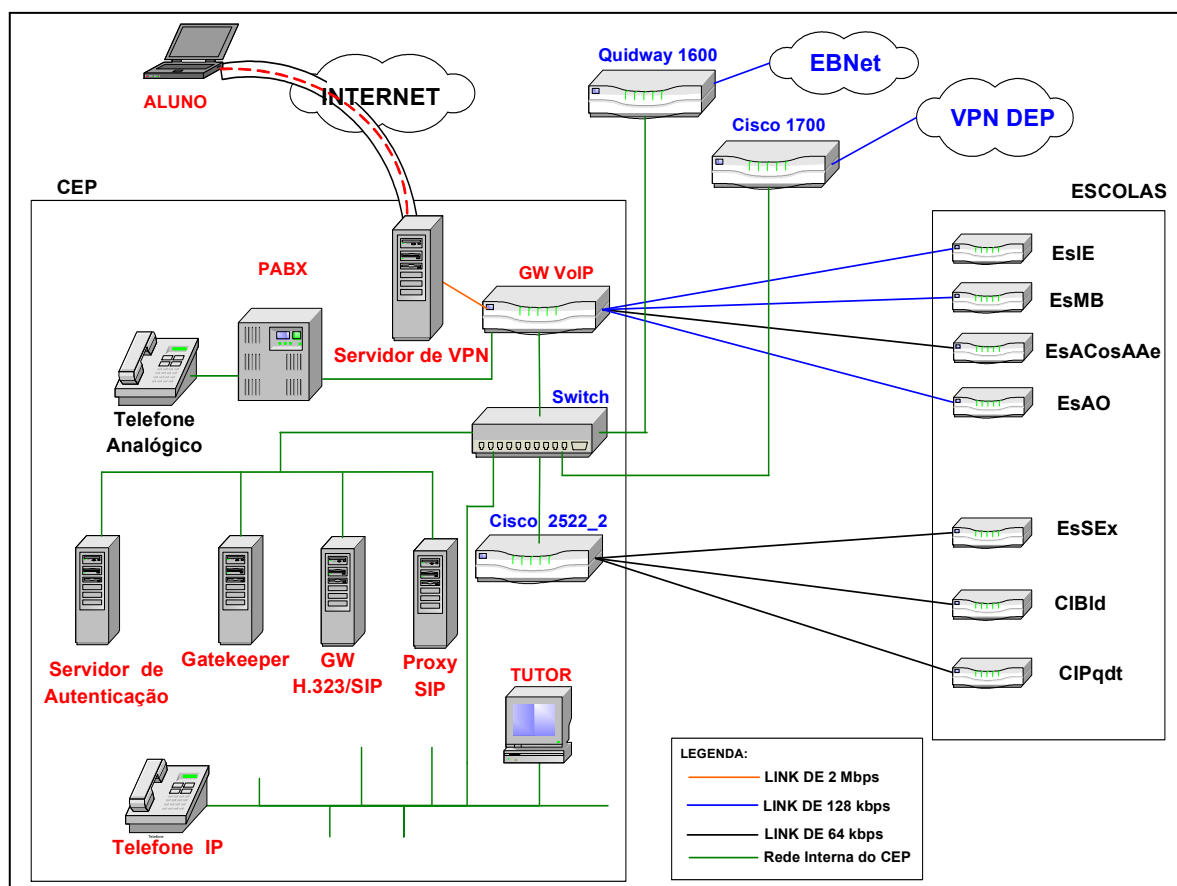 Quidway 1600
EBNet
INTERNET
ALUNO
Cisco 1700
VPN DEP
CEP
ESCOLAS
PABX
GW VoIP
EsIE
EsMB
Servidor de VPN
EsACosAAe
Switch
EsAO
Telefone
Analógico
Cisco 2522_2
EsSEx
CIBld
Servidor de
Autenticação
Gatekeeper
GW
H.323/SIP
Proxy
SIP
CIPqdt
TUTOR
LEGENDA:
LINK DE 2 Mbps
LINK DE 128 kbps
LINK DE 64 kbps
Rede Interna do CEP
Telefone
Telefone IP